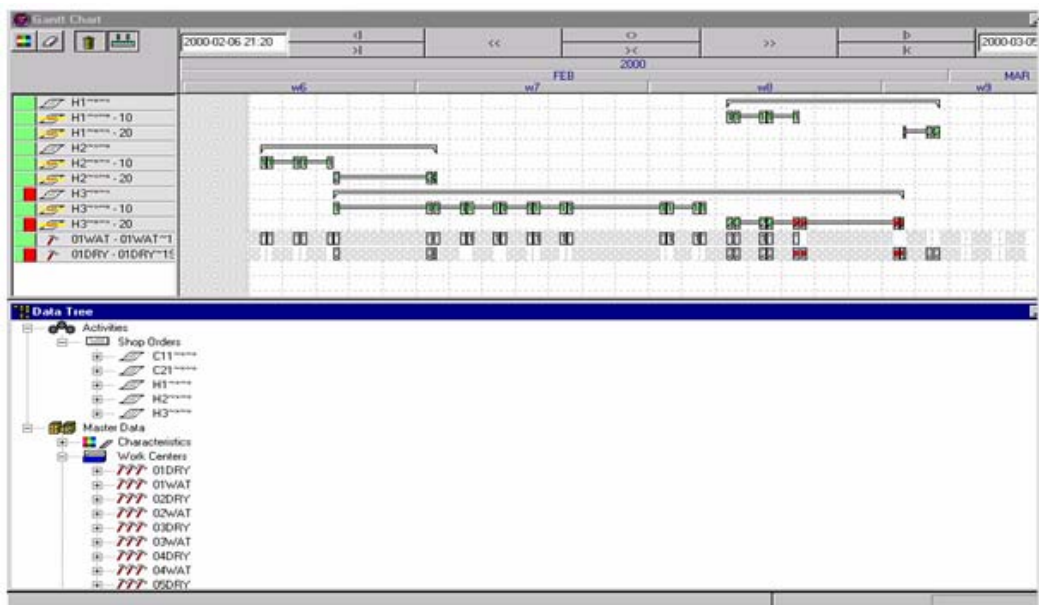 Gantt Chart
2000-02-06 21:20
<|
<<
<>
>>
|>
2000-03-05
>|
><
|<
2000
FEB
MAR
w6
w7
w8
w9
H1~*~*~
H1~*~*~ - 10
H1~*~*~ - 20
H2~*~*~
H2~*~*~ - 10
H2~*~*~ - 20
H3~*~*~
H3~*~*~ - 10
H3~*~*~ - 20
01WAT - 01WAT~1
01DRY - 01DRY~15
Data Tree
Activities
Shop Orders
C11~*~*~
C21~*~*~
H1~*~*~
H2~*~*~
H3~*~*~
Master Data
Characteristics
Work Centers
01DRY
01WAT
02DRY
02WAT
03DRY
03WAT
04DRY
04WAT
05DRY